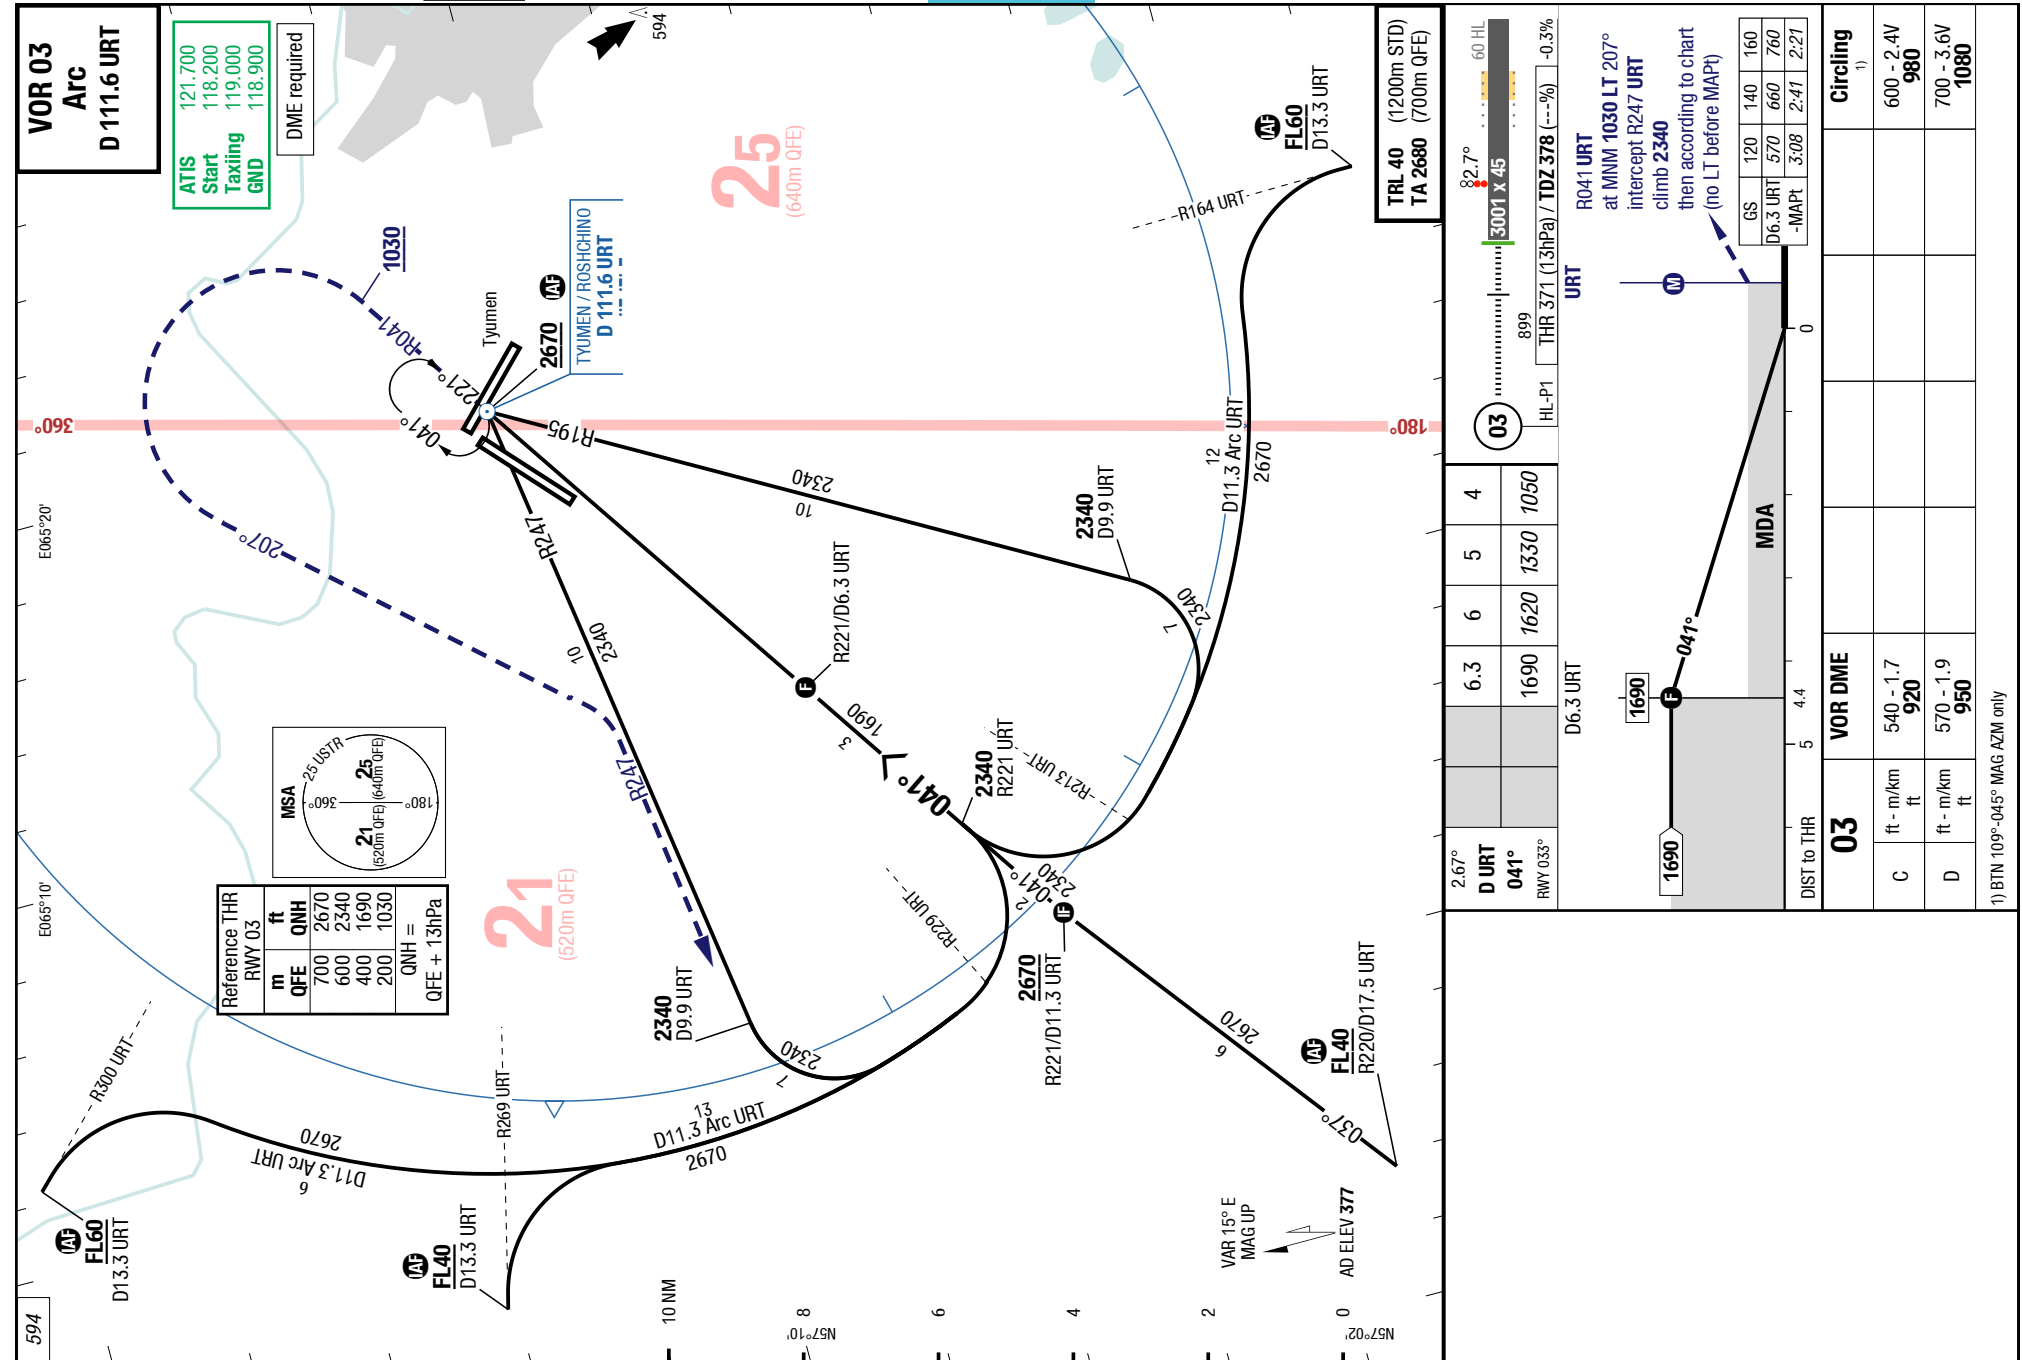 VOR 03
Arc
D 111.6 URT
ATIS 121.700
Start 118.200
Taxiing 119.000
GND 118.900
DME required
594
25
(640m QFE)
TRL 40 (1200m STD)
TA 2680 (700m QFE)
IAF
FL60
D13.3 URT
R164 URT
360°
180°
1030
R041
221°
041°
Tyumen
IAF
2670
TYUMEN / ROSHCHINO
D 111.6 URT
R195
2340
10
2340
D9.9 URT
12
D11.3 Arc URT
2670
2340
7
E065°20'
207°
R247
10
2340
F
R221/D6.3 URT
1690
3
041°
2340
R221 URT
R213 URT
R247
MSA
25 USTR
360°
180°
21
(520m QFE)
25
(640m QFE)
E065°10'
Reference THR
RWY 03
m ft
QFE QNH
700 2670
600 2340
400 1690
200 1030
QNH =
QFE + 13hPa
21
(520m QFE)
R229 URT
041°
2
2340
IF
2670
R221/D11.3 URT
2340
D9.9 URT
2340
7
R300 URT
R269 URT
13
D11.3 Arc URT
2670
2670
D11.3 Arc URT
6
2670
6
037°
IAF
FL40
R220/D17.5 URT
IAF
FL60
D13.3 URT
IAF
FL40
D13.3 URT
VAR 15° E
MAG UP
AD ELEV 377
594
10 NM
8
6
4
2
0
N57°10'
N57°02'
60 HL
82.7°
3001 x 45
-0.3%
03
899
HL-P1
THR 371 (13hPa) / TDZ 378 (---%)
2.67°
D URT 6.3 6 5 4
041° 1690 1620 1330 1050
RWY 033°
R041 URT
at MNM 1030 LT 207°
intercept R247 URT
climb 2340
then according to chart
(no LT before MAPt)
URT
M
GS 120 140 160
D6.3 URT 570 660 760
-MAPt 3:08 2:41 2:21
D6.3 URT
1690
1690
F
041°
MDA
DIST to THR
5
4.4
0
03 VOR DME Circling 1)
C ft - m/km 540 - 1.7 600 - 2.4V
ft 920 980
D ft - m/km 570 - 1.9 700 - 3.6V
ft 950 1080
1) BTN 109°-045° MAG AZM only